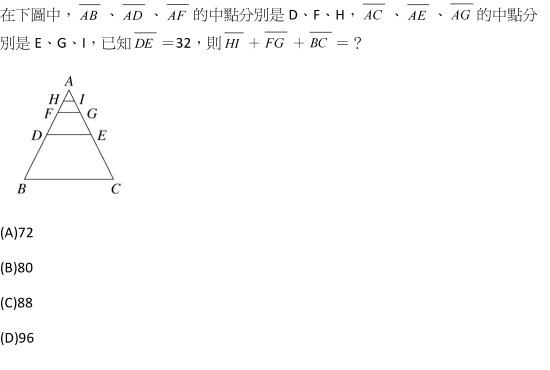 在下圖中，AB、AD、AF 的中點分別是 D、F、H，AC、AE、AG 的中點分
別是 E、G、I，已知 DE =32，則 HI + FG + BC =？
A
H I
F G
D E
B C
(A)72
(B)80
(C)88
(D)96